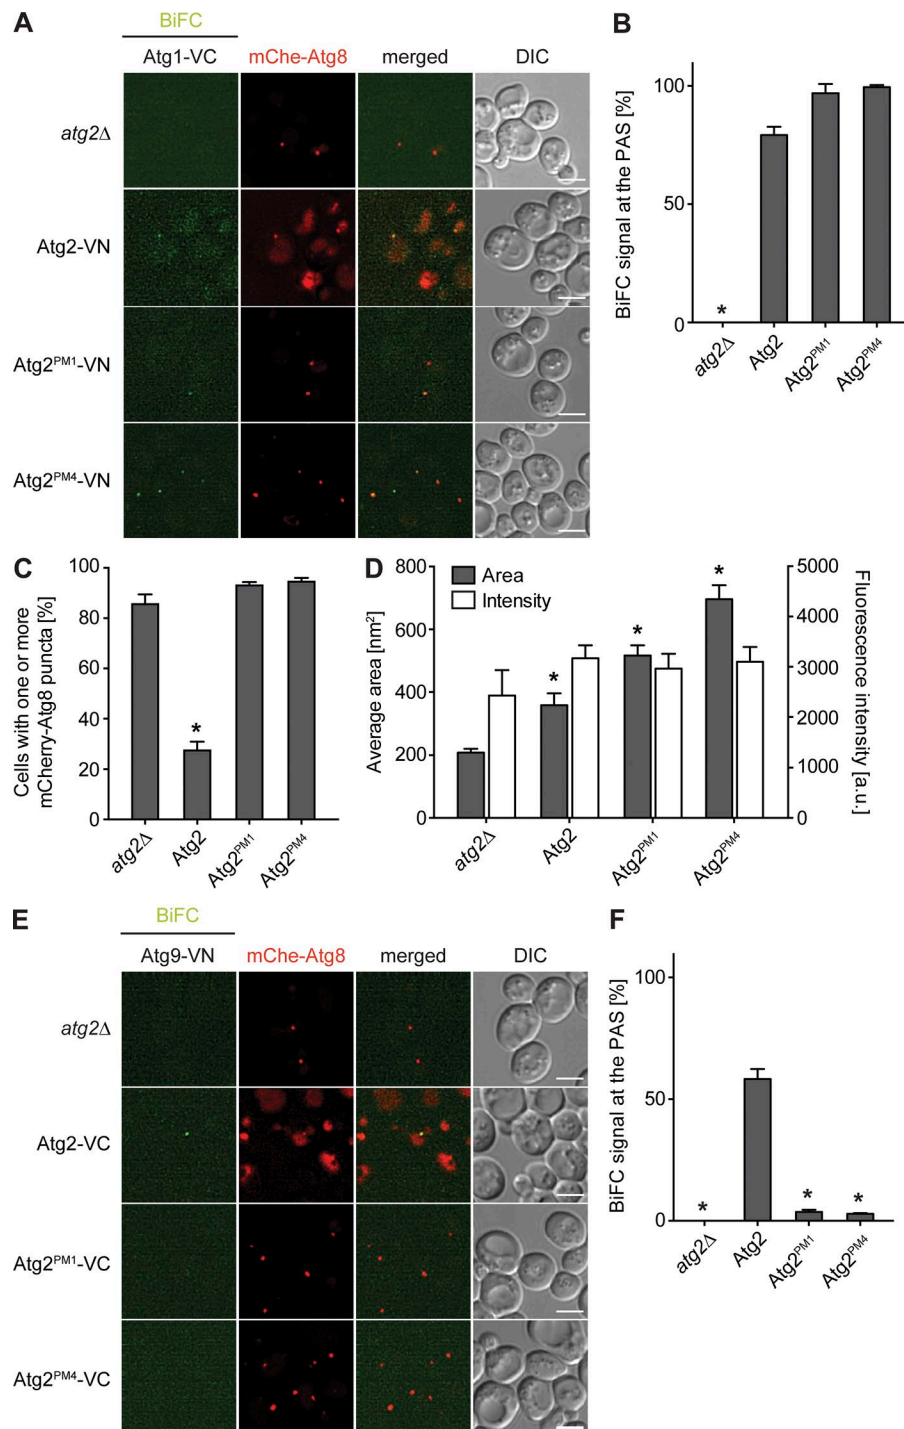 A
BiFC
Atg1-VC mChe-Atg8 merged DIC
atg2Δ
Atg2-VN
Atg2PM1-VN
Atg2PM4-VN
B
BiFC signal at the PAS [%]
100
50
0
*
atg2Δ Atg2 Atg2PM1 Atg2PM4
C
Cells with one or more
mCherry-Atg8 puncta [%]
100
80
60
40
20
0
*
atg2Δ Atg2 Atg2PM1 Atg2PM4
D
Area
Intensity
Average area [nm2]
800
600
400
200
0
* * *
5000
4000
3000
2000
1000
0
Fluorescence intensity [a.u.]
atg2Δ Atg2 Atg2PM1 Atg2PM4
E
BiFC
Atg9-VN mChe-Atg8 merged DIC
atg2Δ
Atg2-VC
Atg2PM1-VC
Atg2PM4-VC
F
BiFC signal at the PAS [%]
100
50
0
* * *
atg2Δ Atg2 Atg2PM1 Atg2PM4